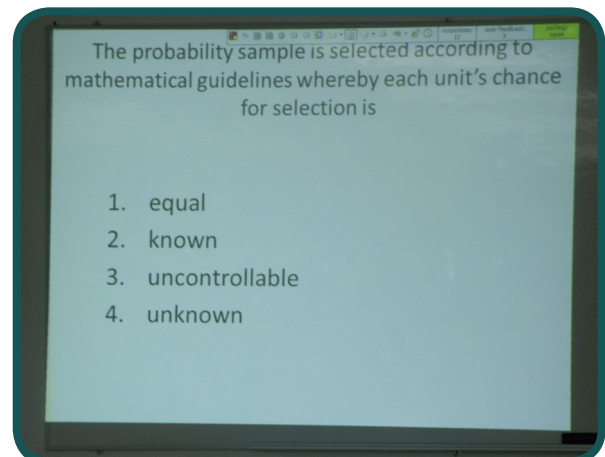 The probability sample is selected according to
mathematical guidelines whereby each unit's chance
for selection is
1. equal
2. known
3. uncontrollable
4. unknown